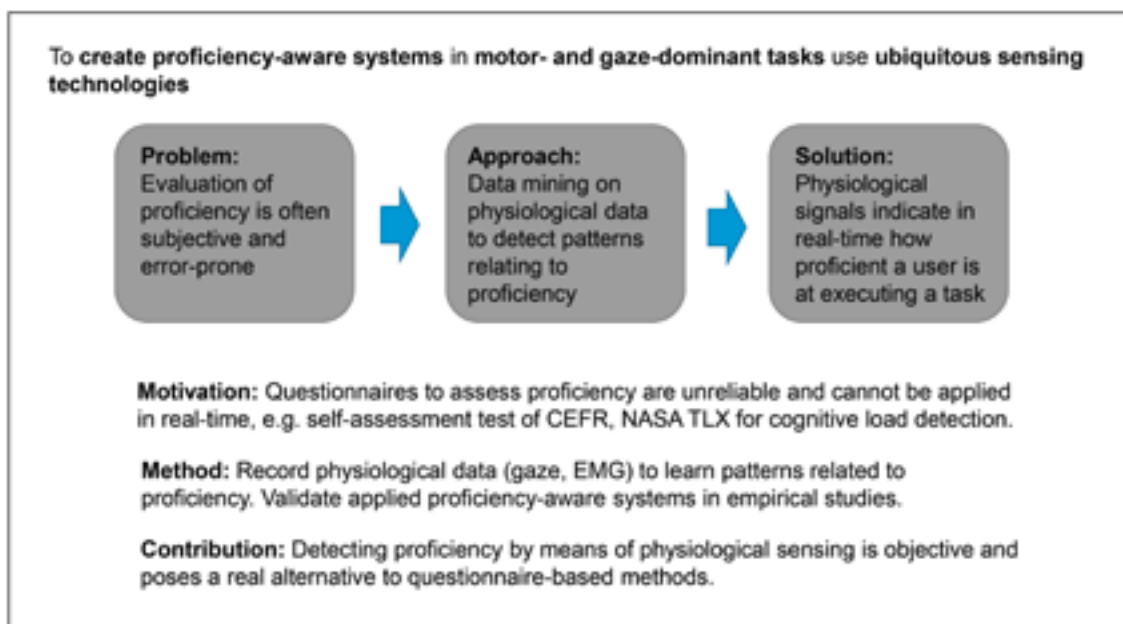 To create proficiency-aware systems in motor- and gaze-dominant tasks use ubiquitous sensing
technologies
Problem:
Evaluation of
proficiency is often
subjective and
error-prone
Approach:
Data mining on
physiological data
to detect patterns
relating to
proficiency
Solution:
Physiological
signals indicate in
real-time how
proficient a user is
at executing a task
Motivation: Questionnaires to assess proficiency are unreliable and cannot be applied
in real-time, e.g. self-assessment test of CEFR, NASA TLX for cognitive load detection.
Method: Record physiological data (gaze, EMG) to learn patterns related to
proficiency. Validate applied proficiency-aware systems in empirical studies.
Contribution: Detecting proficiency by means of physiological sensing is objective and
poses a real alternative to questionnaire-based methods.